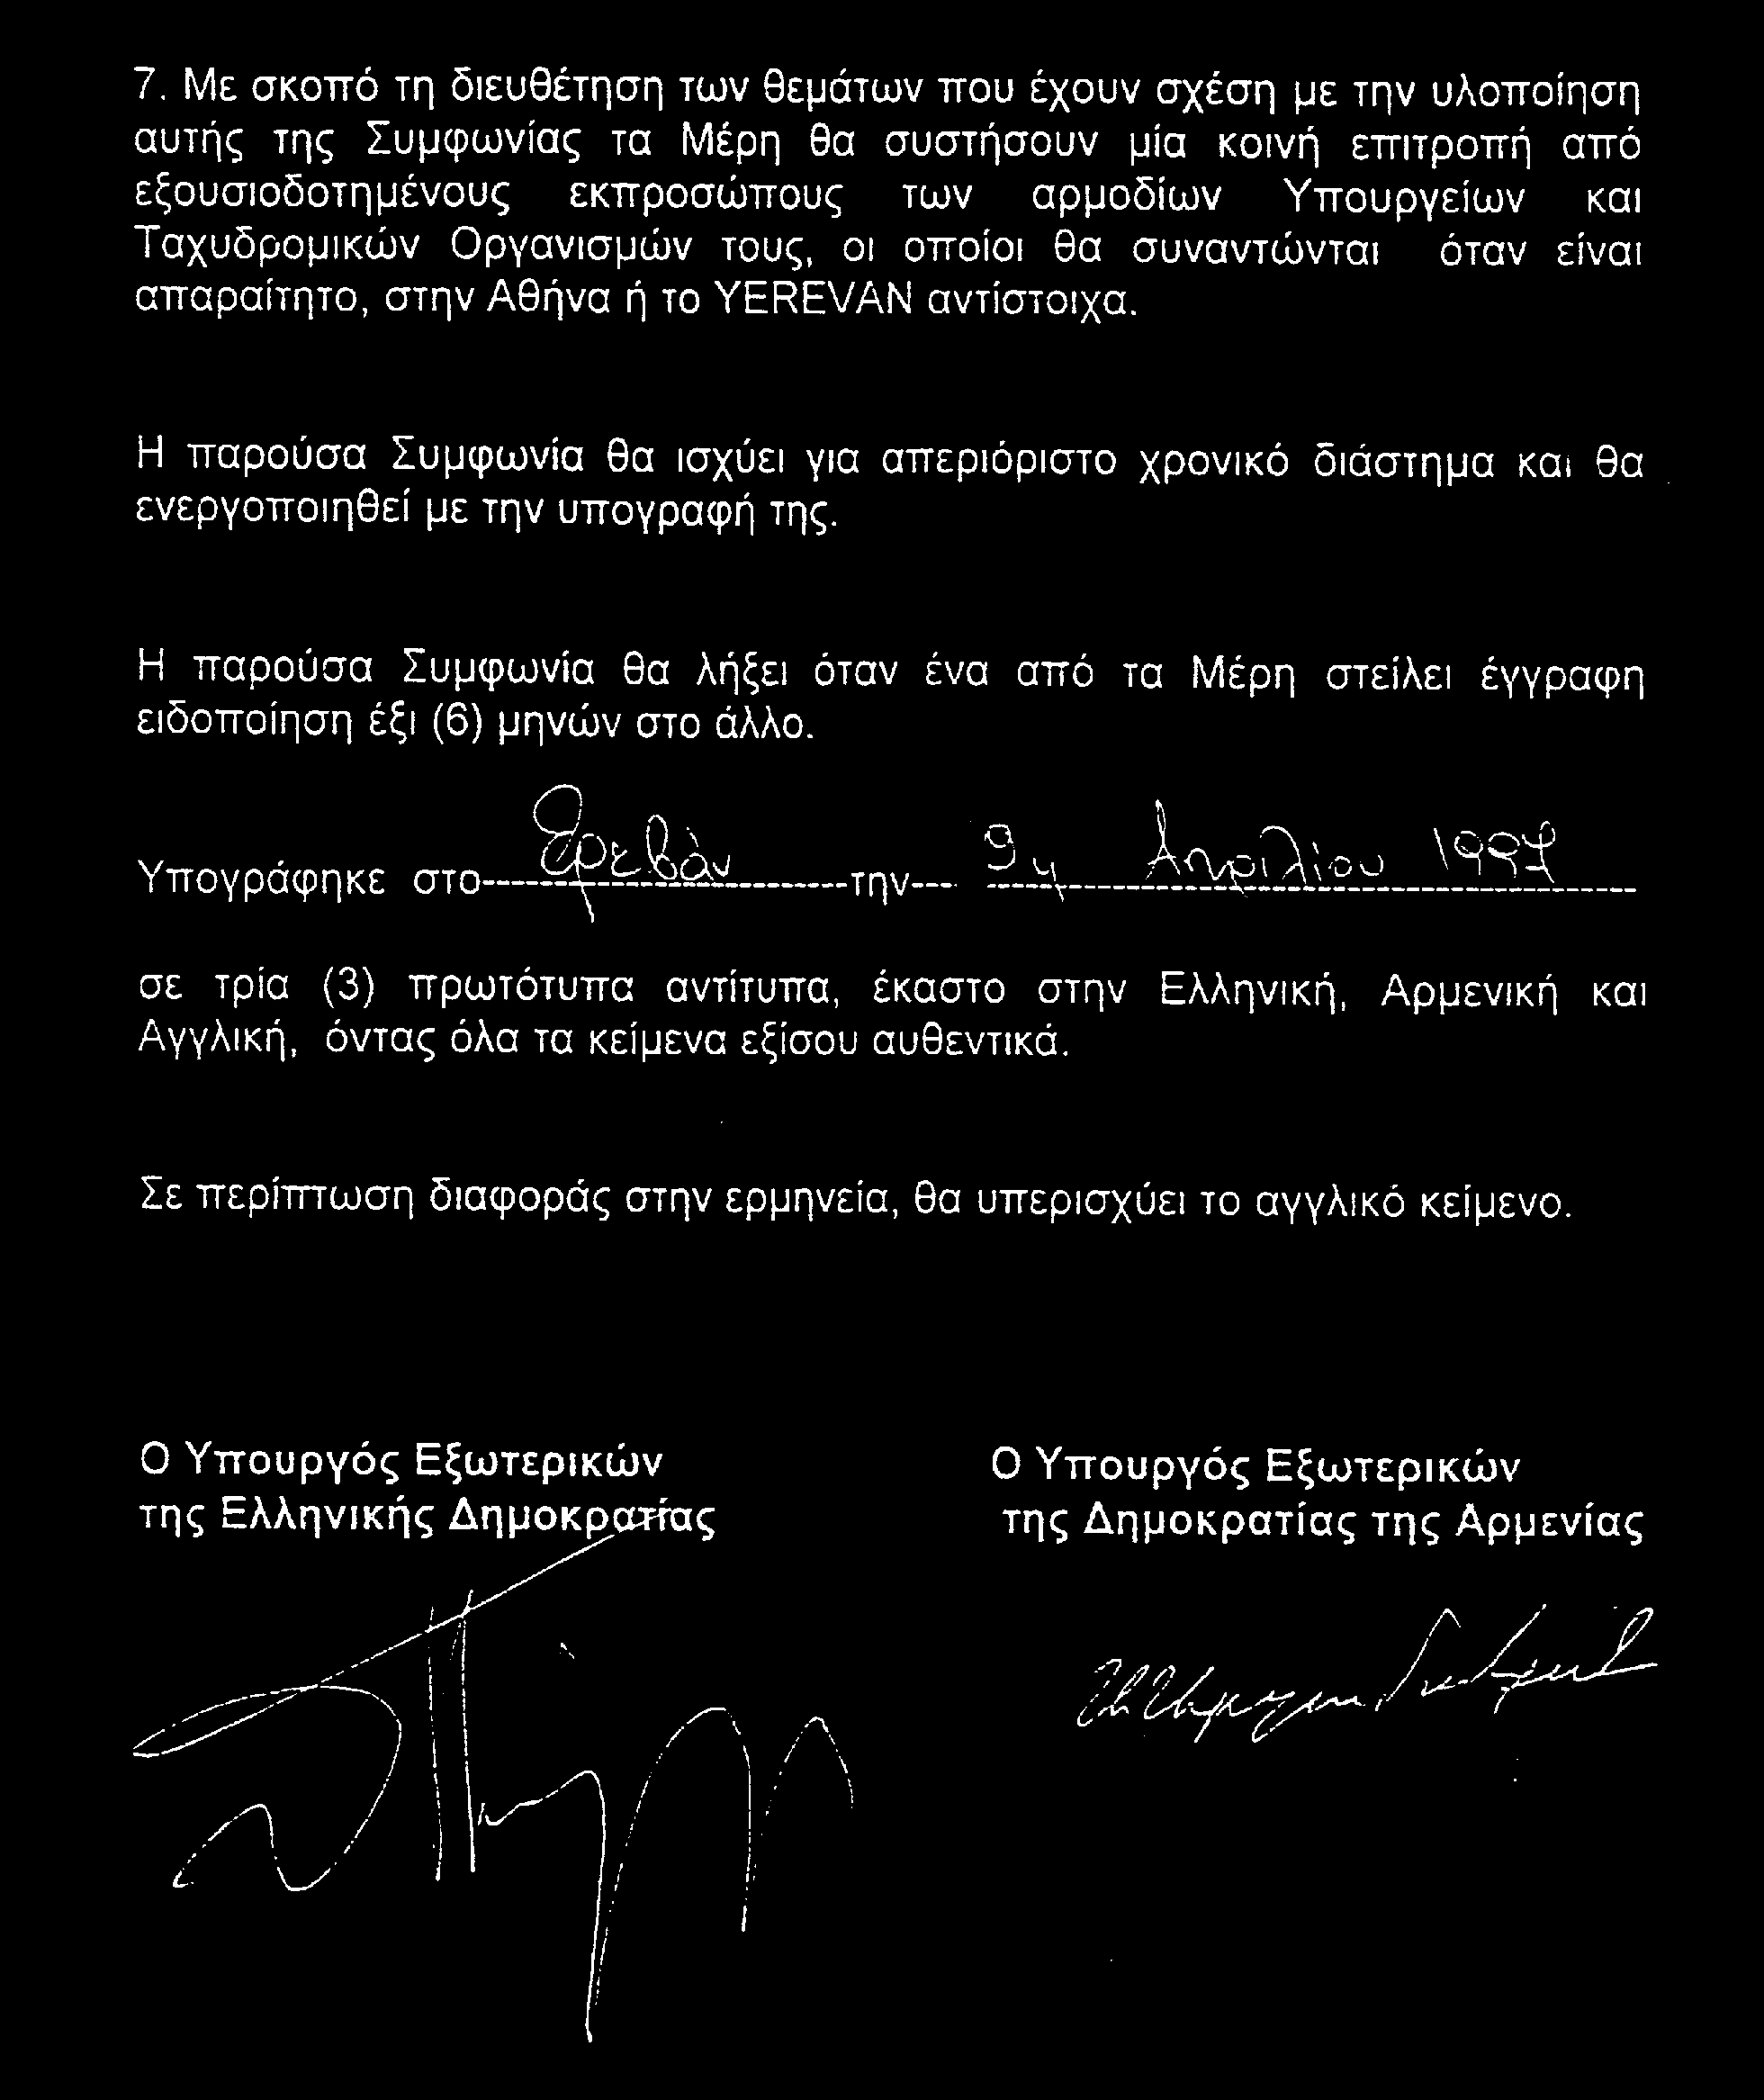 7. Με σκοπό τη διευθέτηση των θεμάτων που έχουν σχέση με την υλοποίηση
αυτής της Συμφωνίας τα Μέρη θα συστήσουν μία κοινή επιτροπή από
εξουσιοδοτημένους εκπροσώπους των αρμοδίων Υπουργείων και
Ταχυδρομικών Οργανισμών τους, οι οποίοι θα συναντώνται όταν είναι
απαραίτητο, στην Αθήνα ή το YEREVAN αντίστοιχα.
Η παρούσα Συμφωνία θα ισχύει για απεριόριστο χρονικό διάστημα και θα
ενεργοποιηθεί με την υπογραφή της.
Η παρούσα Συμφωνία θα λήξει όταν ένα από τα Μέρη στείλει έγγραφη
ειδοποίηση έξι (6) μηνών στο άλλο.
Υπογράφηκε στο Ερεβάν την 9η Απριλίου 1997
σε τρία (3) πρωτότυπα αντίτυπα, έκαστο στην Ελληνική, Αρμενική και
Αγγλική, όντας όλα τα κείμενα εξίσου αυθεντικά.
Σε περίπτωση διαφοράς στην ερμηνεία, θα υπερισχύει το αγγλικό κείμενο.
Ο Υπουργός Εξωτερικών
της Ελληνικής Δημοκρατίας
Ο Υπουργός Εξωτερικών
της Δημοκρατίας της Αρμενίας